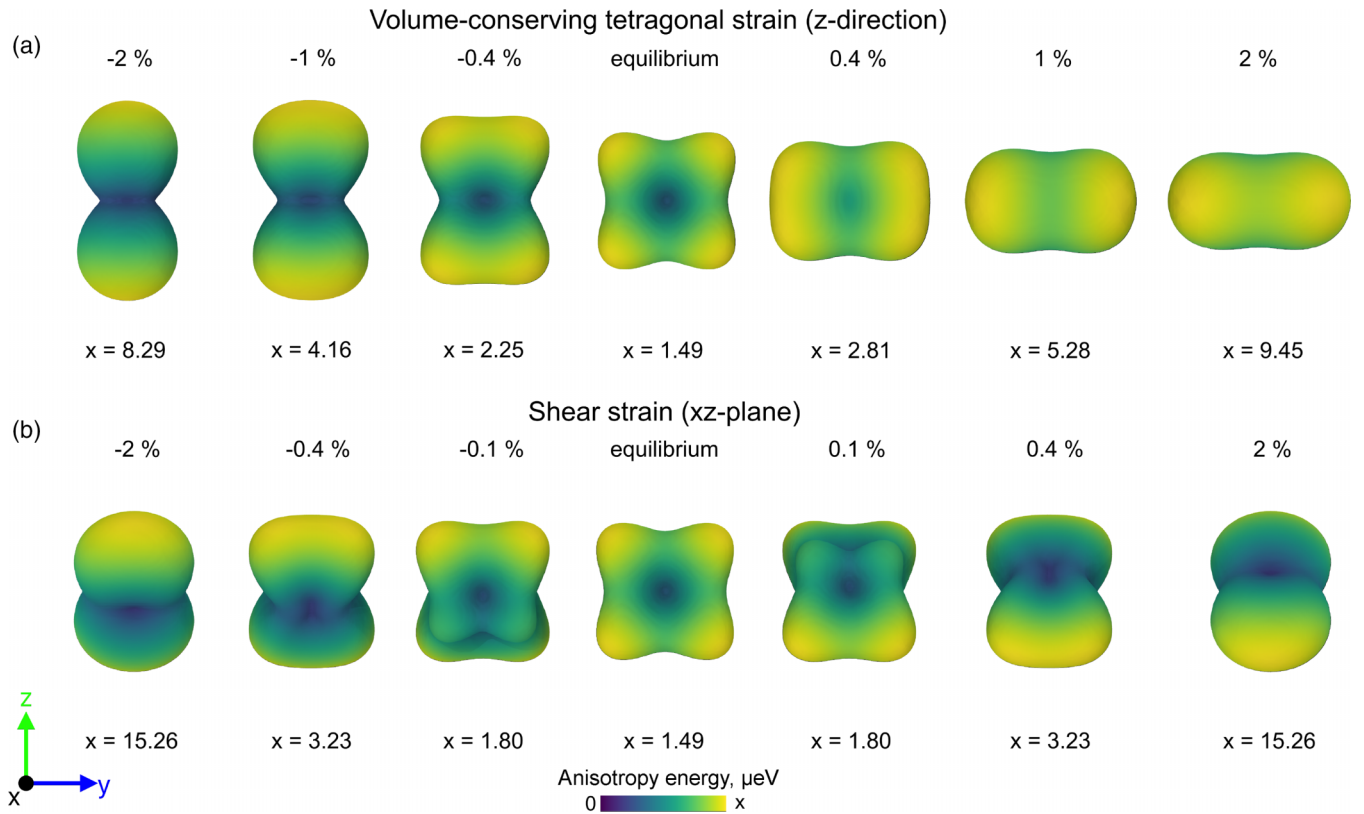 Volume-conserving tetragonal strain (z-direction)
(a)
-2 % -1 % -0.4 % equilibrium 0.4 % 1 % 2 %
x = 8.29 x = 4.16 x = 2.25 x = 1.49 x = 2.81 x = 5.28 x = 9.45
Shear strain (xz-plane)
(b)
-2 % -0.4 % -0.1 % equilibrium 0.1 % 0.4 % 2 %
z
x = 15.26 x = 3.23 x = 1.80 x = 1.49 x = 1.80 x = 3.23 x = 15.26
x y
Anisotropy energy, µeV
0 x